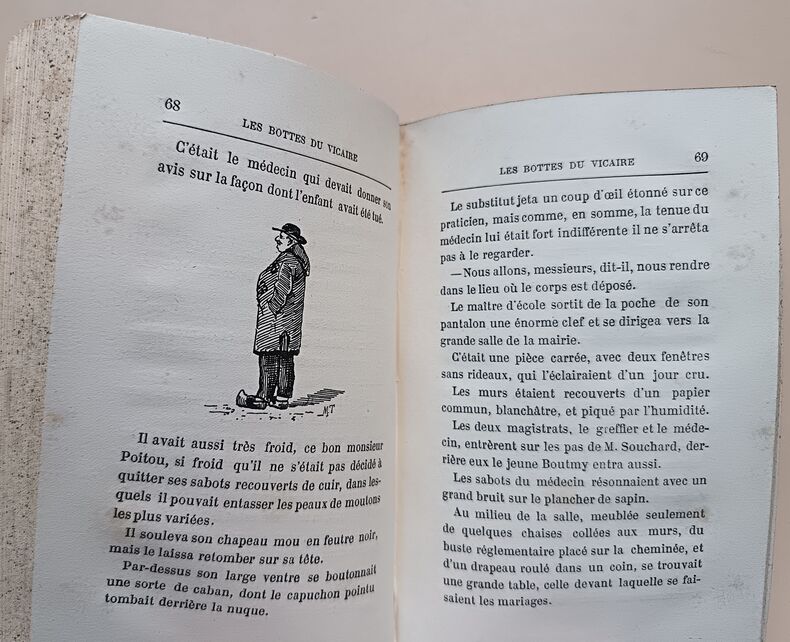 68
LES BOTTES DU VICAIRE
C'était le médecin qui devait donner son
avis sur la façon dont l'enfant avait été tué.
M.T
Il avait aussi très froid, ce bon monsieur
Poitou, si froid qu'il ne s'était pas décidé à
quitter ses sabots recouverts de cuir, dans les-
quels il pouvait entasser les peaux de moutons
les plus variées.
Il souleva son chapeau mou en feutre noir,
mais le laissa retomber sur sa tête.
Par-dessus son large ventre se boutonnait
une sorte de caban, dont le capuchon pointu
tombait derrière la nuque.
LES BOTTES DU VICAIRE
69
Le substitut jeta un coup d'œil étonné sur ce
praticien, mais comme, en somme, la tenue du
médecin lui était fort indifférente il ne s'arrêta
pas à le regarder.
—Nous allons, messieurs, dit-il, nous rendre
dans le lieu où le corps est déposé.
Le maître d'école sortit de la poche de son
pantalon une énorme clef et se dirigea vers la
grande salle de la mairie.
C'était une pièce carrée, avec deux fenêtres
sans rideaux, qui l'éclairaient d'un jour cru.
Les murs étaient recouverts d'un papier
commun, blanchâtre, et piqué par l'humidité.
Les deux magistrats, le greffier et le méde-
cin, entrèrent sur les pas de M. Souchard, der-
rière eux le jeune Boutmy entra aussi.
Les sabots du médecin résonnaient avec un
grand bruit sur le plancher de sapin.
Au milieu de la salle, meublée seulement
de quelques chaises collées aux murs, du
buste réglementaire placé sur la cheminée, et
d'un drapeau roulé dans un coin, se trouvait
une grande table, celle devant laquelle se fai-
saient les mariages.